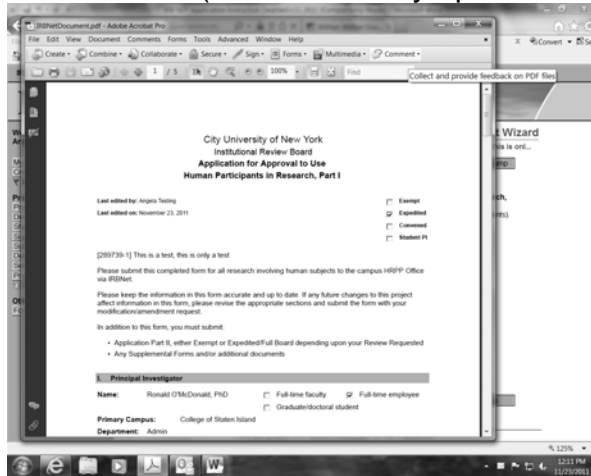 IRBNetDocument.pdf - Adobe Acrobat Pro
File Edit View Document Comments Forms Tools Advanced Window Help
Create Combine Collaborate Secure Sign Forms Multimedia Comment
1 / 5 100% Find
Collect and provide feedback on PDF files
Convert
t Wizard
his is onl...
City University of New York
Institutional Review Board
Application for Approval to Use
Human Participants in Research, Part I
Last edited by: Angela Testing
Last edited on: November 23, 2011
Exempt
Expedited
Convened
Student PI
[289739-1] This is a test, this is only a test
Please submit this completed form for all research involving human subjects to the campus HRPP Office
via IRBNet.
Please keep the information in this form accurate and up to date. If any future changes to this project
affect information in this form, please revise the appropriate sections and submit the form with your
modification/amendment request.
In addition to this form, you must submit:
• Application Part II, either Exempt or Expedited/Full Board depending upon your Review Requested
• Any Supplemental Forms and/or additional documents
I. Principal Investigator
Name: Ronald O'McDonald, PhD Full-time faculty Full-time employee
Graduate/doctoral student
Primary Campus: College of Staten Island
Department: Admin
125%
12:11 PM
11/23/2011